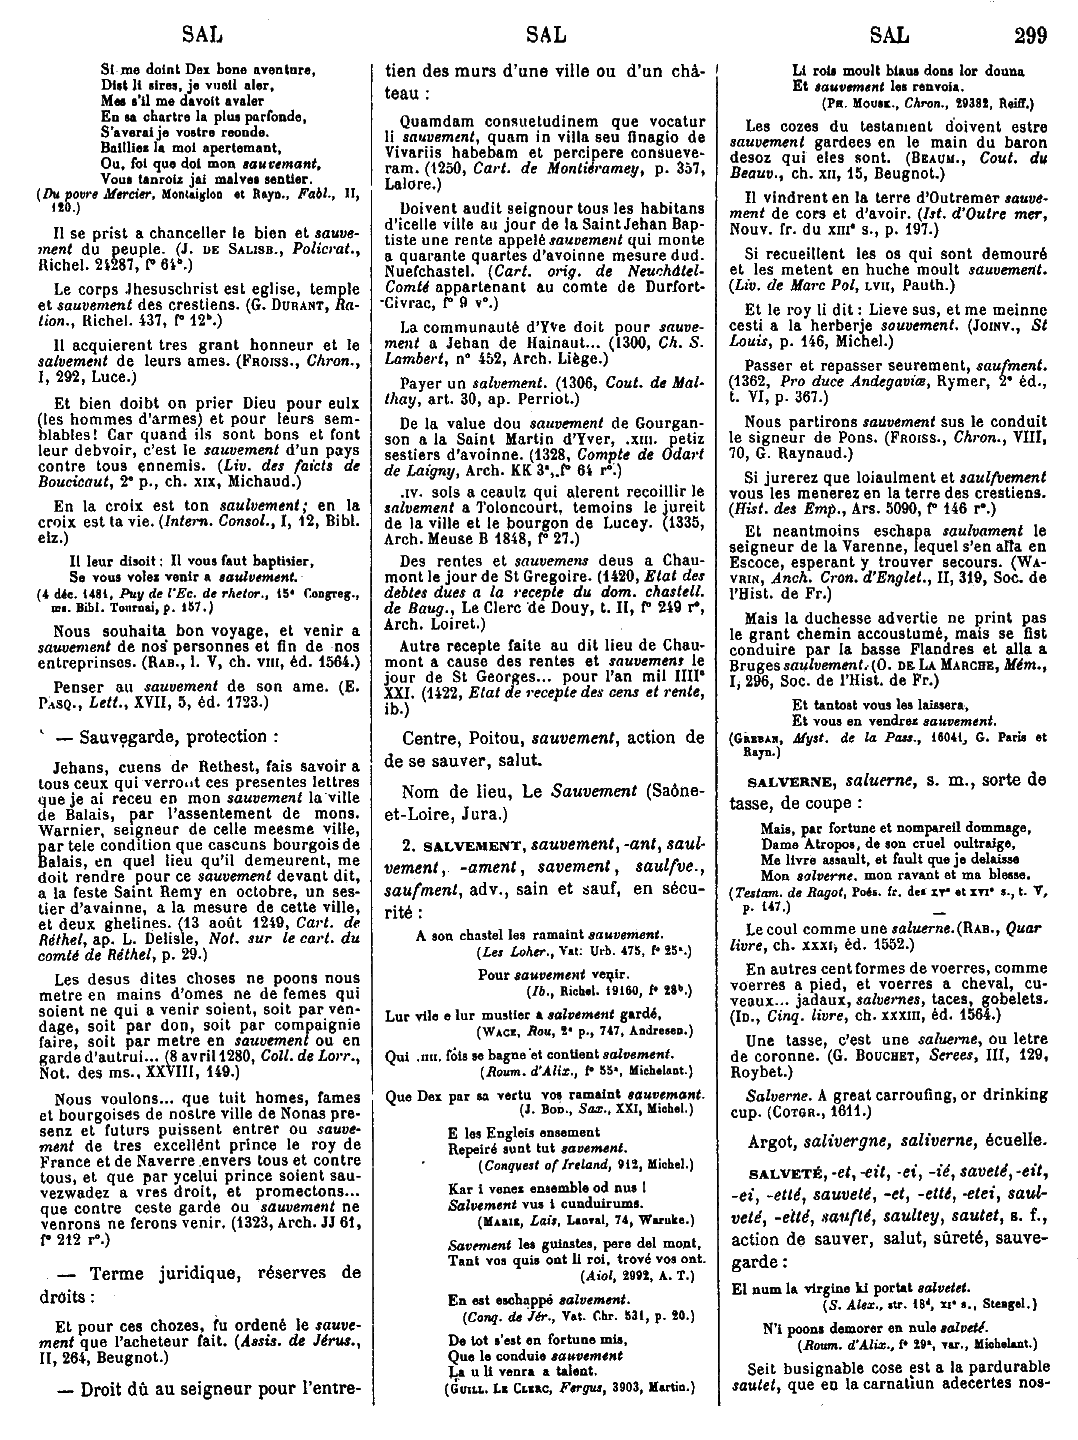 SAL
SAL
SAL 299
Si me doint Dex bone aventure,
Dist li sires, je vueil aler,
Mes s'il me davoit avaler
En sa chartre la plus parfonde,
S'averai je vostre reonde.
Bailliez la moi apertemant,
Ou, foi que doi mon sauvemant,
Vous tanroiz jai malves sentier.
(Du povre Mercier, Montaiglon et Rayn., Fabl., II,
120.)
Il se prist a chanceller le bien et sauve-
ment du peuple. (J. DE SALISB., Policrat.,
Richel. 24287, f° 64ª.)
Le corps Jhesuschrist est eglise, temple
et sauvement des crestiens. (G. DURANT, Ra-
tion., Richel. 437, f° 12ᵇ.)
Il acquierent tres grant honneur et le
salvement de leurs ames. (FROISS., Chron.,
I, 292, Luce.)
Et bien doibt on prier Dieu pour eulx
(les hommes d'armes) et pour leurs sem-
blables! Car quand ils sont bons et font
leur debvoir, c'est le sauvement d'un pays
contre tous ennemis. (Liv. des faicts de
Boucicaut, 2ᵉ p., ch. XIX, Michaud.)
En la croix est ton saulvement; en la
croix est ta vie. (Intern. Consol., I, 12, Bibl.
elz.)
Il leur disoit : Il vous faut baptisier,
Se vous volez venir a saulvement.
(4 déc. 1481, Puy de l'Ec. de rhetor., 15ᵉ Congreg.,
ms. Bibl. Tournai, p. 157.)
Nous souhaita bon voyage, et venir a
sauvement de nos personnes et fin de nos
entreprinses. (RAB., l. V, ch. VIII, éd. 1564.)
Penser au sauvement de son ame. (E.
PASQ., Lett., XVII, 5, éd. 1723.)
— Sauvegarde, protection :
Jehans, cuens de Rethest, fais savoir a
tous ceux qui verront ces presentes lettres
que je ai receu en mon sauvement la ville
de Balais, par l'assentement de mons.
Warnier, seigneur de celle meesme ville,
par tele condition que cascuns bourgois de
Balais, en quel lieu qu'il demeurent, me
doit rendre pour ce sauvement devant dit,
a la feste Saint Remy en octobre, un ses-
tier d'avainne, a la mesure de cette ville,
et deux ghelines. (13 août 1249, Cart. de
Réthel, ap. L. Delisle, Not. sur le cart. du
comté de Réthel, p. 29.)
Les desus dites choses ne poons nous
metre en mains d'omes ne de femes qui
soient ne qui a venir soient, soit par ven-
dage, soit par don, soit par compaignie
faire, soit par metre en sauvement ou en
garde d'autrui... (8 avril 1280, Coll. de Lorr.,
Not. des ms., XXVIII, 149.)
Nous voulons... que tuit homes, fames
et bourgoises de nostre ville de Nonas pre-
senz et futurs puissent entrer ou sauve-
ment de tres excellent prince le roy de
France et de Naverre envers tous et contre
tous, et que par ycelui prince soient sau-
vezwadez a vres droit, et promectons...
que contre ceste garde ou sauvement ne
venrons ne ferons venir. (1323, Arch. JJ 61,
f° 212 r°.)
— Terme juridique, réserves de
droits :
Et pour ces chozes, fu ordené le sauve-
ment que l'acheteur fait. (Assis. de Jérus.,
II, 264, Beugnot.)
— Droit dû au seigneur pour l'entre-
tien des murs d'une ville ou d'un châ-
teau :
Quamdam consuetudinem que vocatur
li sauvement, quam in villa seu finagio de
Vivariis habebam et percipere consueve-
ram. (1250, Cart. de Montiéramey, p. 357,
Lalore.)
Doivent audit seignour tous les habitans
d'icelle ville au jour de la Saint Jehan Bap-
tiste une rente appelé sauvement qui monte
a quarante quartes d'avoinne mesure dud.
Nuefchastel. (Cart. orig. de Neuchâtel-
Comté appartenant au comte de Durfort-
Civrac, f° 9 v°.)
La communauté d'Yve doit pour sauve-
ment a Jehan de Hainaut... (1300, Ch. S.
Lambert, n° 452, Arch. Liège.)
Payer un salvement. (1306, Cout. de Mal-
thay, art. 30, ap. Perriot.)
De la value dou sauvement de Gourgan-
son a la Saint Martin d'Yver, .XIII. petiz
sestiers d'avoinne. (1328, Compte de Odart
de Laigny, Arch. KK 3ª, f° 64 r°.)
.IV. sols a ceaulz qui alerent recoillir le
salvement a Toloncourt, temoins le jureit
de la ville et le bourgon de Lucey. (1335,
Arch. Meuse B 1848, f° 27.)
Des rentes et sauvemens deus a Chau-
mont le jour de St Gregoire. (1420, Etat des
debtes dues a la recepte du dom. chastell.
de Baug., Le Clerc de Douy, t. II, f° 249 r°,
Arch. Loiret.)
Autre recepte faite au dit lieu de Chau-
mont a cause des rentes et sauvemens le
jour de St Georges... pour l'an mil IIIIᶜ
XXI. (1422, Etat de recepte des cens et rente,
ib.)
Centre, Poitou, sauvement, action de
de se sauver, salut.
Nom de lieu, Le Sauvement (Saône-
et-Loire, Jura.)
2. SALVEMENT, sauvement, -ant, saul-
vement, -ament, savement, saulfve.,
saufment, adv., sain et sauf, en sécu-
rité :
A son chastel les ramaint sauvement.
(Les Loher., Vat. Urb. 475, f° 25ª.)
Pour sauvement venir.
(Ib., Richel. 19160, f° 28ᵇ.)
Lur vile e lur mustier a salvement gardé,
(WACE, Rou, 2ᵉ p., 747, Andresen.)
Qui .IIII. fois se bagne et contient salvement.
(Roum. d'Alix., f° 55ª, Michelant.)
Que Dex par sa vertu vos ramaint sauvemant.
(J. BOD., Sax., XXI, Michel.)
E les Engleis ensement
Repeiré sunt tut savement.
(Conquest of Ireland, 912, Michel.)
Kar i venez ensemble od nus !
Salvement vus i cunduirums.
(MARIE, Lais, Lanval, 74, Warnke.)
Savement les guiastes, pere del mont,
Tant vos quis ont li roi, trové vos ont.
(Aiol, 2992, A. T.)
En est eschappé salvement.
(Conq. de Jér., Vat. Chr. 531, p. 20.)
De tot s'est en fortune mis,
Que le conduie sauvement
La u li venra a talent.
(GUILL. LE CLERC, Fergus, 3903, Martin.)
Li rois moult biaus dons lor douna
Et sauvement les renvoia.
(PH. MOUSK., Chron., 29382, Reiff.)
Les cozes du testament doivent estre
sauvement gardees en le main du baron
desoz qui eles sont. (BEAUM., Cout. du
Beauv., ch. XII, 15, Beugnot.)
Il vindrent en la terre d'Outremer sauve-
ment de cors et d'avoir. (Ist. d'Outre mer,
Nouv. fr. du XIIIᵉ s., p. 197.)
Si recueillent les os qui sont demouré
et les metent en huche moult sauvement.
(Liv. de Marc Pol, LVII, Pauth.)
Et le roy li dit : Lieve sus, et me meinne
cesti a la herberje souvement. (JOINV., St
Louis, p. 146, Michel.)
Passer et repasser seurement, saufment.
(1362, Pro duce Andegaviæ, Rymer, 2ᵉ éd.,
t. VI, p. 367.)
Nous partirons sauvement sus le conduit
le signeur de Pons. (FROISS., Chron., VIII,
70, G. Raynaud.)
Si jurerez que loiaulment et saulfvement
vous les menerez en la terre des crestiens.
(Hist. des Emp., Ars. 5090, f° 146 r°.)
Et neantmoins eschapa saulvament le
seigneur de la Varenne, lequel s'en alla en
Escoce, esperant y trouver secours. (WA-
VRIN, Anch. Cron. d'Englet., II, 319, Soc. de
l'Hist. de Fr.)
Mais la duchesse advertie ne print pas
le grant chemin accoustumé, mais se fist
conduire par la basse Flandres et alla a
Bruges saulvement. (O. DE LA MARCHE, Mém.,
I, 296, Soc. de l'Hist. de Fr.)
Et tantost vous les laissera,
Et vous en vendrez sauvement.
(GREBAN, Myst. de la Pass., 16041, G. Paris et
Rayn.)
SALVERNE, saluerne, s. m., sorte de
tasse, de coupe :
Mais, par fortune et nompareil dommage,
Dame Atropos, de son cruel oultraige,
Me livre assault, et fault que je delaisse
Mon salverne, mon ravant et ma blesse.
(Testam. de Ragot, Poés. fr. des XVᵉ et XVIᵉ s., t. V,
p. 147.)
Le coul comme une saluerne. (RAB., Quar
livre, ch. XXXI, éd. 1552.)
En autres cent formes de voerres, comme
voerres a pied, et voerres a cheval, cu-
veaux... jadaux, salvernes, taces, gobelets.
(ID., Cinq. livre, ch. XXXIII, éd. 1564.)
Une tasse, c'est une saluerne, ou letre
de coronne. (G. BOUCHET, Serees, III, 129,
Roybet.)
Salverne. A great carroufing, or drinking
cup. (COTGR., 1611.)
Argot, salivergne, saliverne, écuelle.
SALVETÉ, -et, -eit, -ei, -ié, saveté, -eit,
-ei, -etté, sauveté, -et, -etté, -etei, saul-
veté, -etté, saufté, saultey, sautet, s. f.,
action de sauver, salut, sûreté, sauve-
garde :
El num la virgine ki portat salvetet.
(S. Alex., str. 18ᵈ, XIᵉ s., Stengel.)
N'i poons demorer en nule salveté.
(Roum. d'Alix., f° 29ª, var., Michelant.)
Seit busignable cose est a la pardurable
sautet, que en la carnatiun adecertes nos-